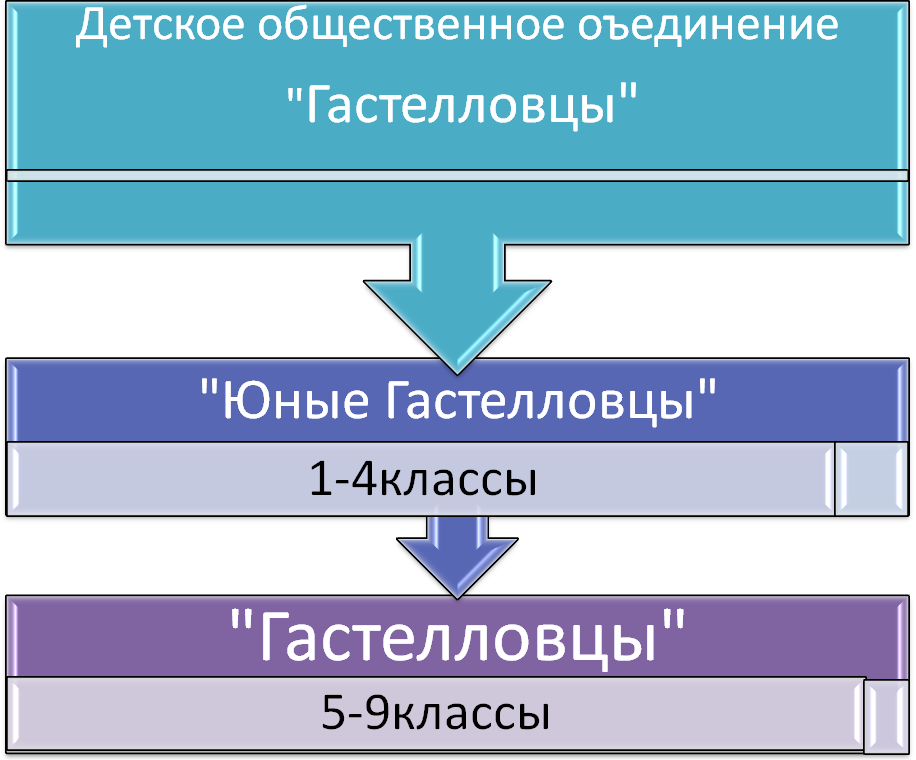 Детское общественное оъединение
"Гастелловцы"
"Юные Гастелловцы"
1-4классы
"Гастелловцы"
5-9классы